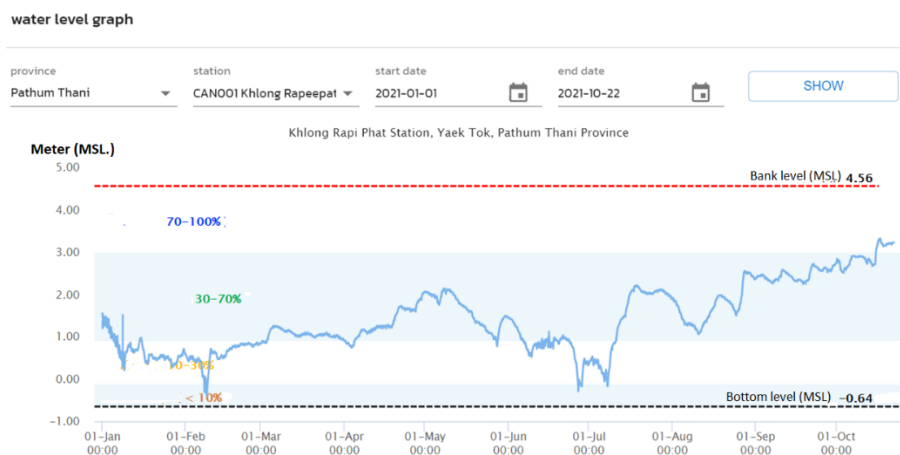 water level graph
province station start date end date
Pathum Thani CAN001 Khlong Rapeepat 2021-01-01 2021-10-22 SHOW
Khlong Rapi Phat Station, Yaek Tok, Pathum Thani Province
Meter (MSL.)
5.00
Bank level (MSL) 4.56
4.00
70-100%
3.00
2.00
30-70%
1.00
0-30%
0.00
< 10%
Bottom level (MSL) -0.64
-1.00
01-Jan 01-Feb 01-Mar 01-Apr 01-May 01-Jun 01-Jul 01-Aug 01-Sep 01-Oct
00:00 00:00 00:00 00:00 00:00 00:00 00:00 00:00 00:00 00:00